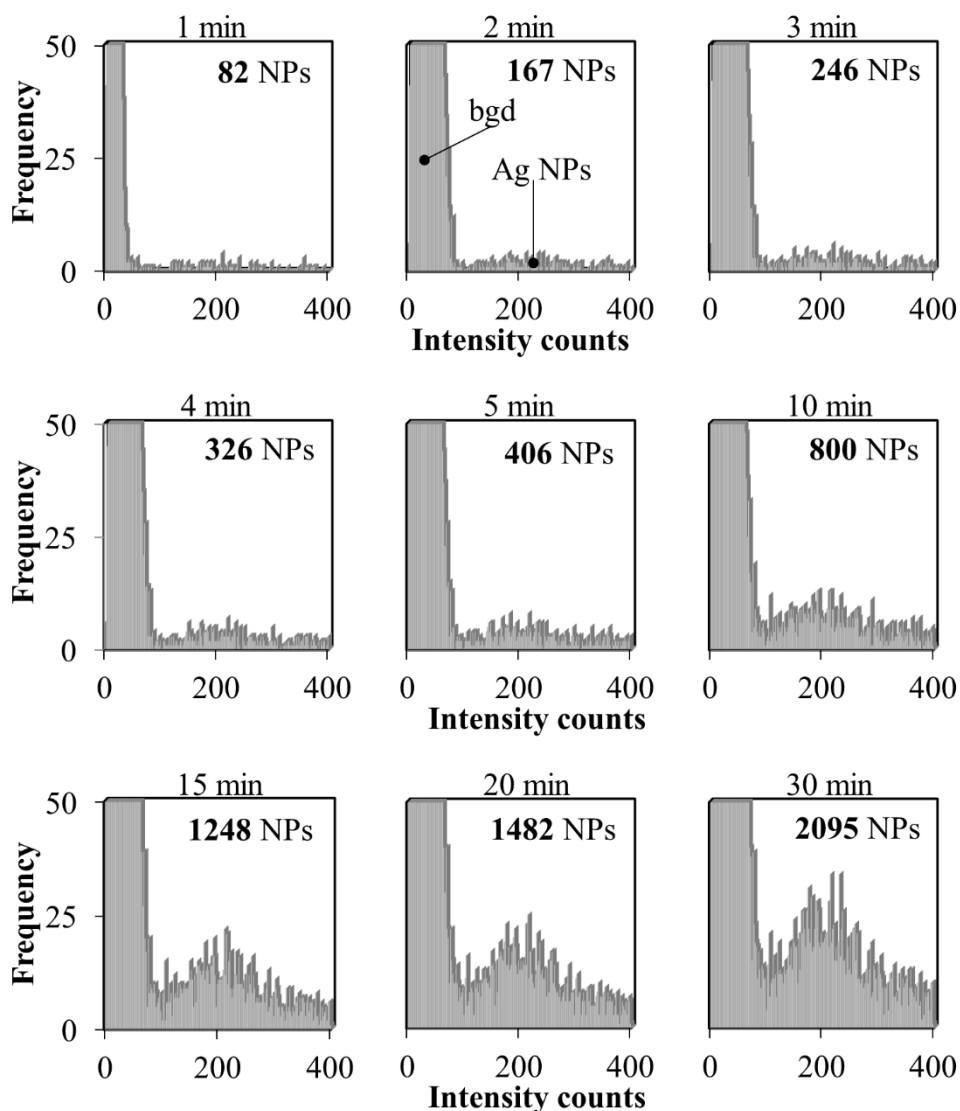 1 min
2 min
3 min
50
25
0
Frequency
82 NPs
0 200 400
167 NPs
bgd
Ag NPs
0 200 400
Intensity counts
246 NPs
0 200 400
4 min
5 min
10 min
50
25
0
Frequency
326 NPs
0 200 400
406 NPs
0 200 400
Intensity counts
800 NPs
0 200 400
15 min
20 min
30 min
50
25
0
Frequency
1248 NPs
0 200 400
1482 NPs
0 200 400
Intensity counts
2095 NPs
0 200 400